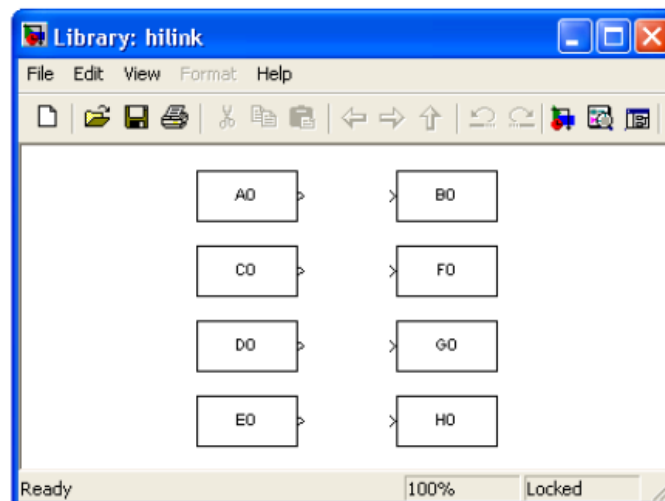 Library: hilink
File Edit View Format Help
A0 B0
C0 F0
D0 G0
E0 H0
Ready 100% Locked